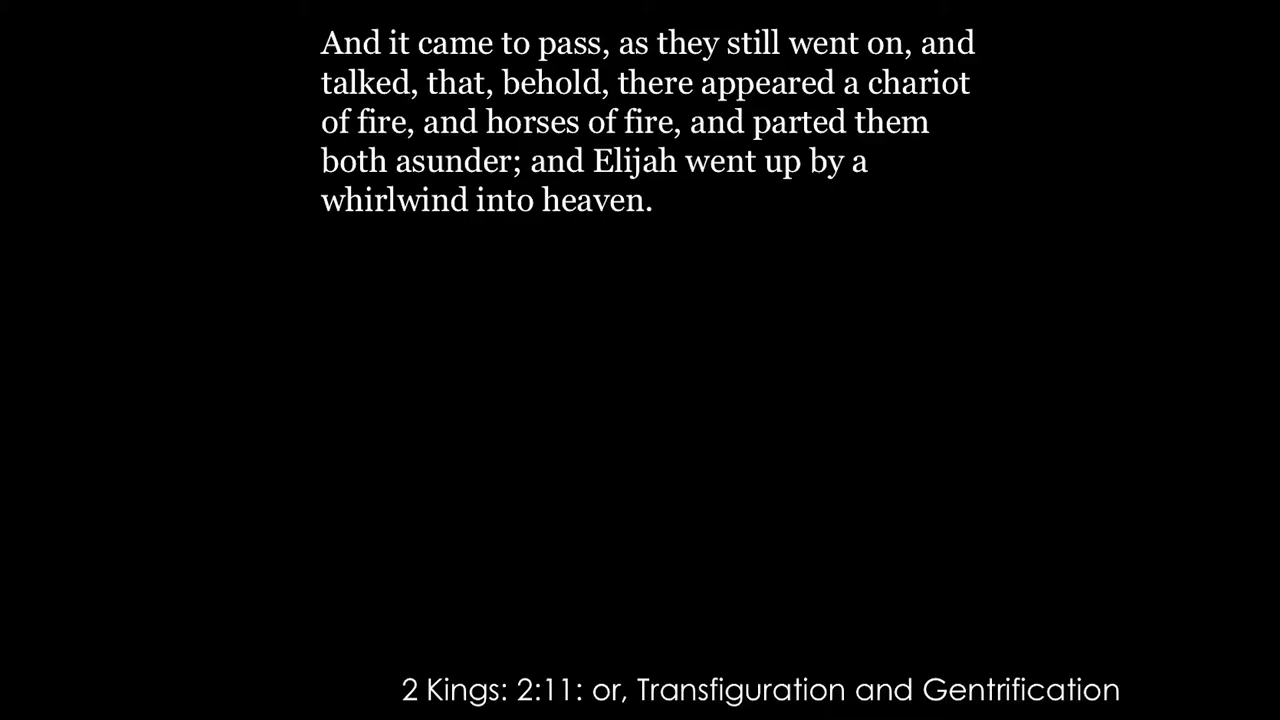 And it came to pass, as they still went on, and
talked, that, behold, there appeared a chariot
of fire, and horses of fire, and parted them
both asunder; and Elijah went up by a
whirlwind into heaven.
2 Kings: 2:11: or, Transfiguration and Gentrification